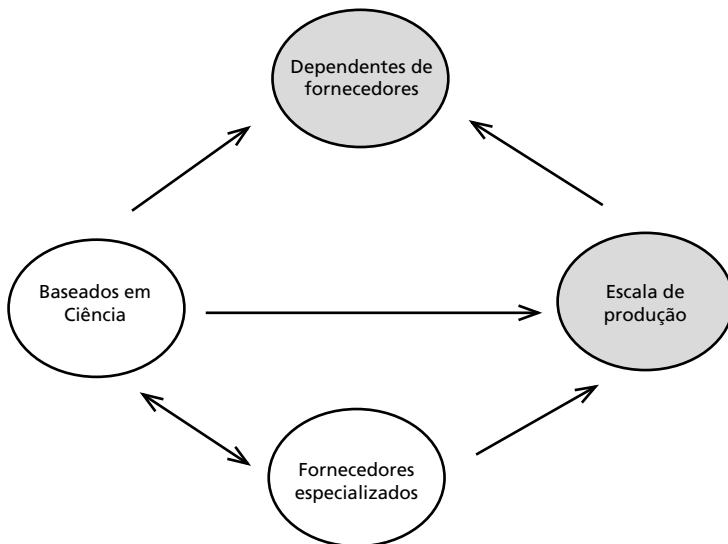 Dependentes de
fornecedores
Baseados em
Ciência
Escala de
produção
Fornecedores
especializados